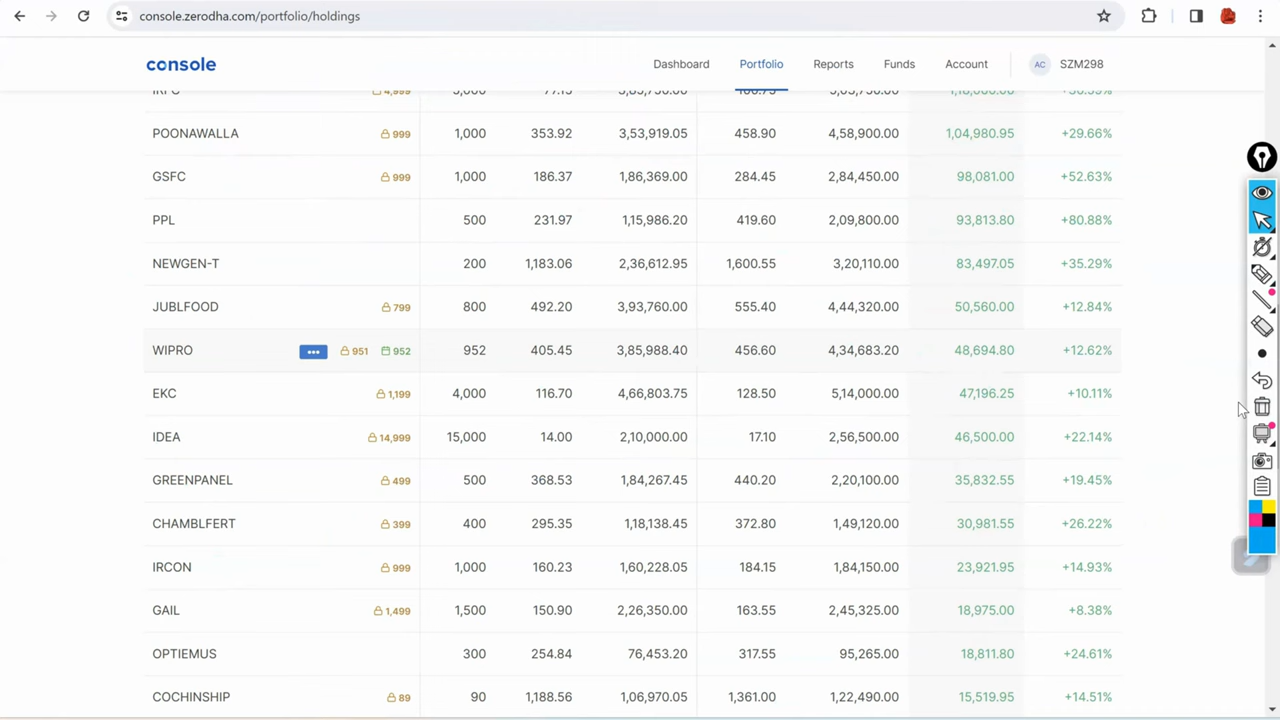 console.zerodha.com/portfolio/holdings
console Dashboard Portfolio Reports Funds Account AC SZM298
POONAWALLA 999 1,000 353.92 3,53,919.05 458.90 4,58,900.00 1,04,980.95 +29.66%
GSFC 999 1,000 186.37 1,86,369.00 284.45 2,84,450.00 98,081.00 +52.63%
PPL 500 231.97 1,15,986.20 419.60 2,09,800.00 93,813.80 +80.88%
NEWGEN-T 200 1,183.06 2,36,612.95 1,600.55 3,20,110.00 83,497.05 +35.29%
JUBLFOOD 799 800 492.20 3,93,760.00 555.40 4,44,320.00 50,560.00 +12.84%
WIPRO 951 952 952 405.45 3,85,988.40 456.60 4,34,683.20 48,694.80 +12.62%
EKC 1,199 4,000 116.70 4,66,803.75 128.50 5,14,000.00 47,196.25 +10.11%
IDEA 14,999 15,000 14.00 2,10,000.00 17.10 2,56,500.00 46,500.00 +22.14%
GREENPANEL 499 500 368.53 1,84,267.45 440.20 2,20,100.00 35,832.55 +19.45%
CHAMBLFERT 399 400 295.35 1,18,138.45 372.80 1,49,120.00 30,981.55 +26.22%
IRCON 999 1,000 160.23 1,60,228.05 184.15 1,84,150.00 23,921.95 +14.93%
GAIL 1,499 1,500 150.90 2,26,350.00 163.55 2,45,325.00 18,975.00 +8.38%
OPTIEMUS 300 254.84 76,453.20 317.55 95,265.00 18,811.80 +24.61%
COCHINSHIP 89 90 1,188.56 1,06,970.05 1,361.00 1,22,490.00 15,519.95 +14.51%